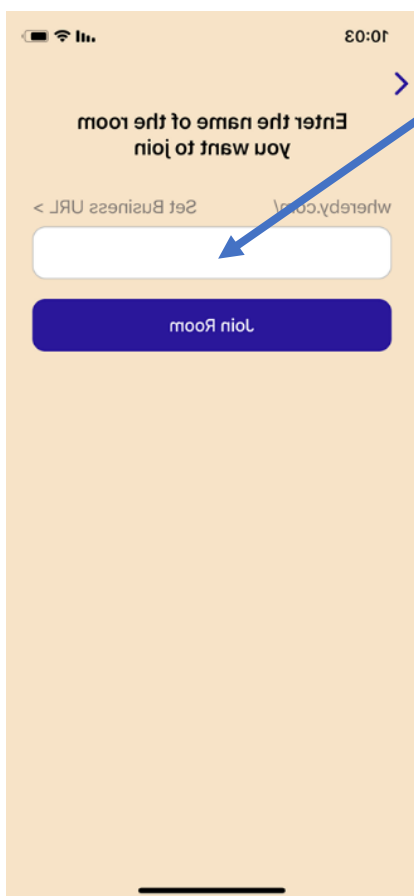 10:03
Enter the name of the room
you want to join
whereby.com/ Set Business URL >
Join Room